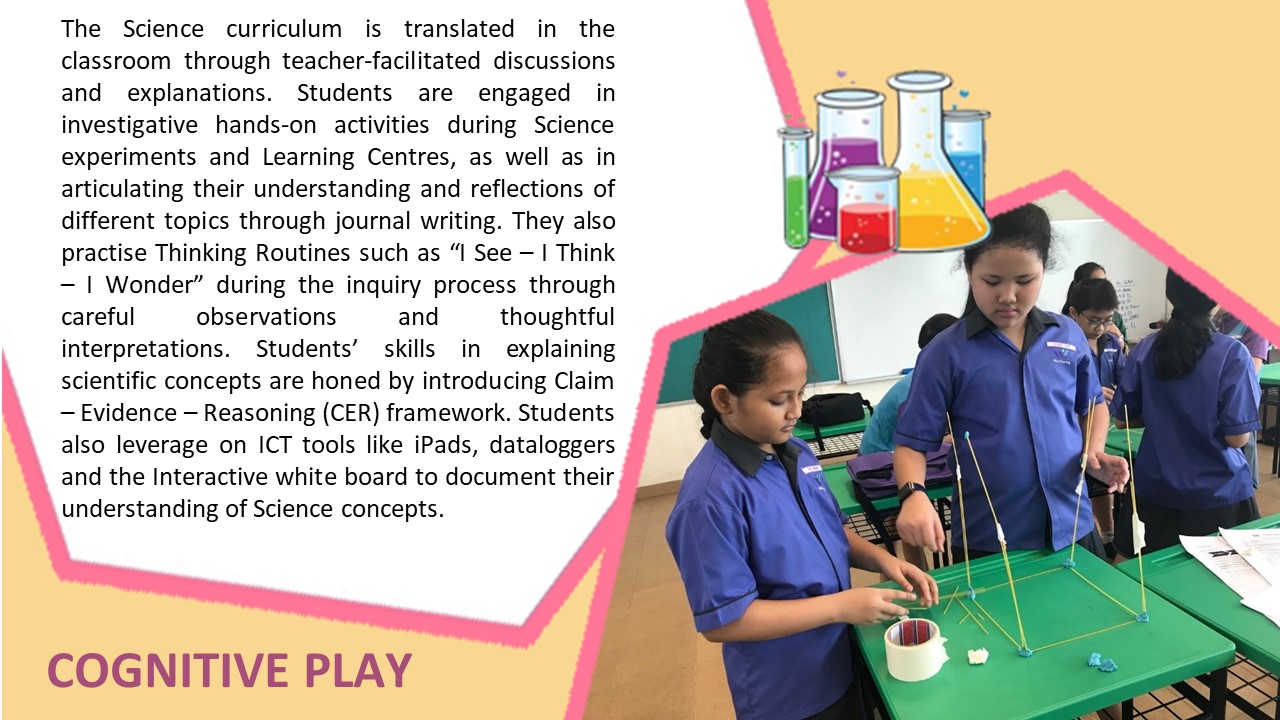 The Science curriculum is translated in the
classroom through teacher-facilitated discussions
and explanations. Students are engaged in
investigative hands-on activities during Science
experiments and Learning Centres, as well as in
articulating their understanding and reflections of
different topics through journal writing. They also
practise Thinking Routines such as “I See – I Think
– I Wonder” during the inquiry process through
careful observations and thoughtful
interpretations. Students’ skills in explaining
scientific concepts are honed by introducing Claim
– Evidence – Reasoning (CER) framework. Students
also leverage on ICT tools like iPads, dataloggers
and the Interactive white board to document their
understanding of Science concepts.
COGNITIVE PLAY